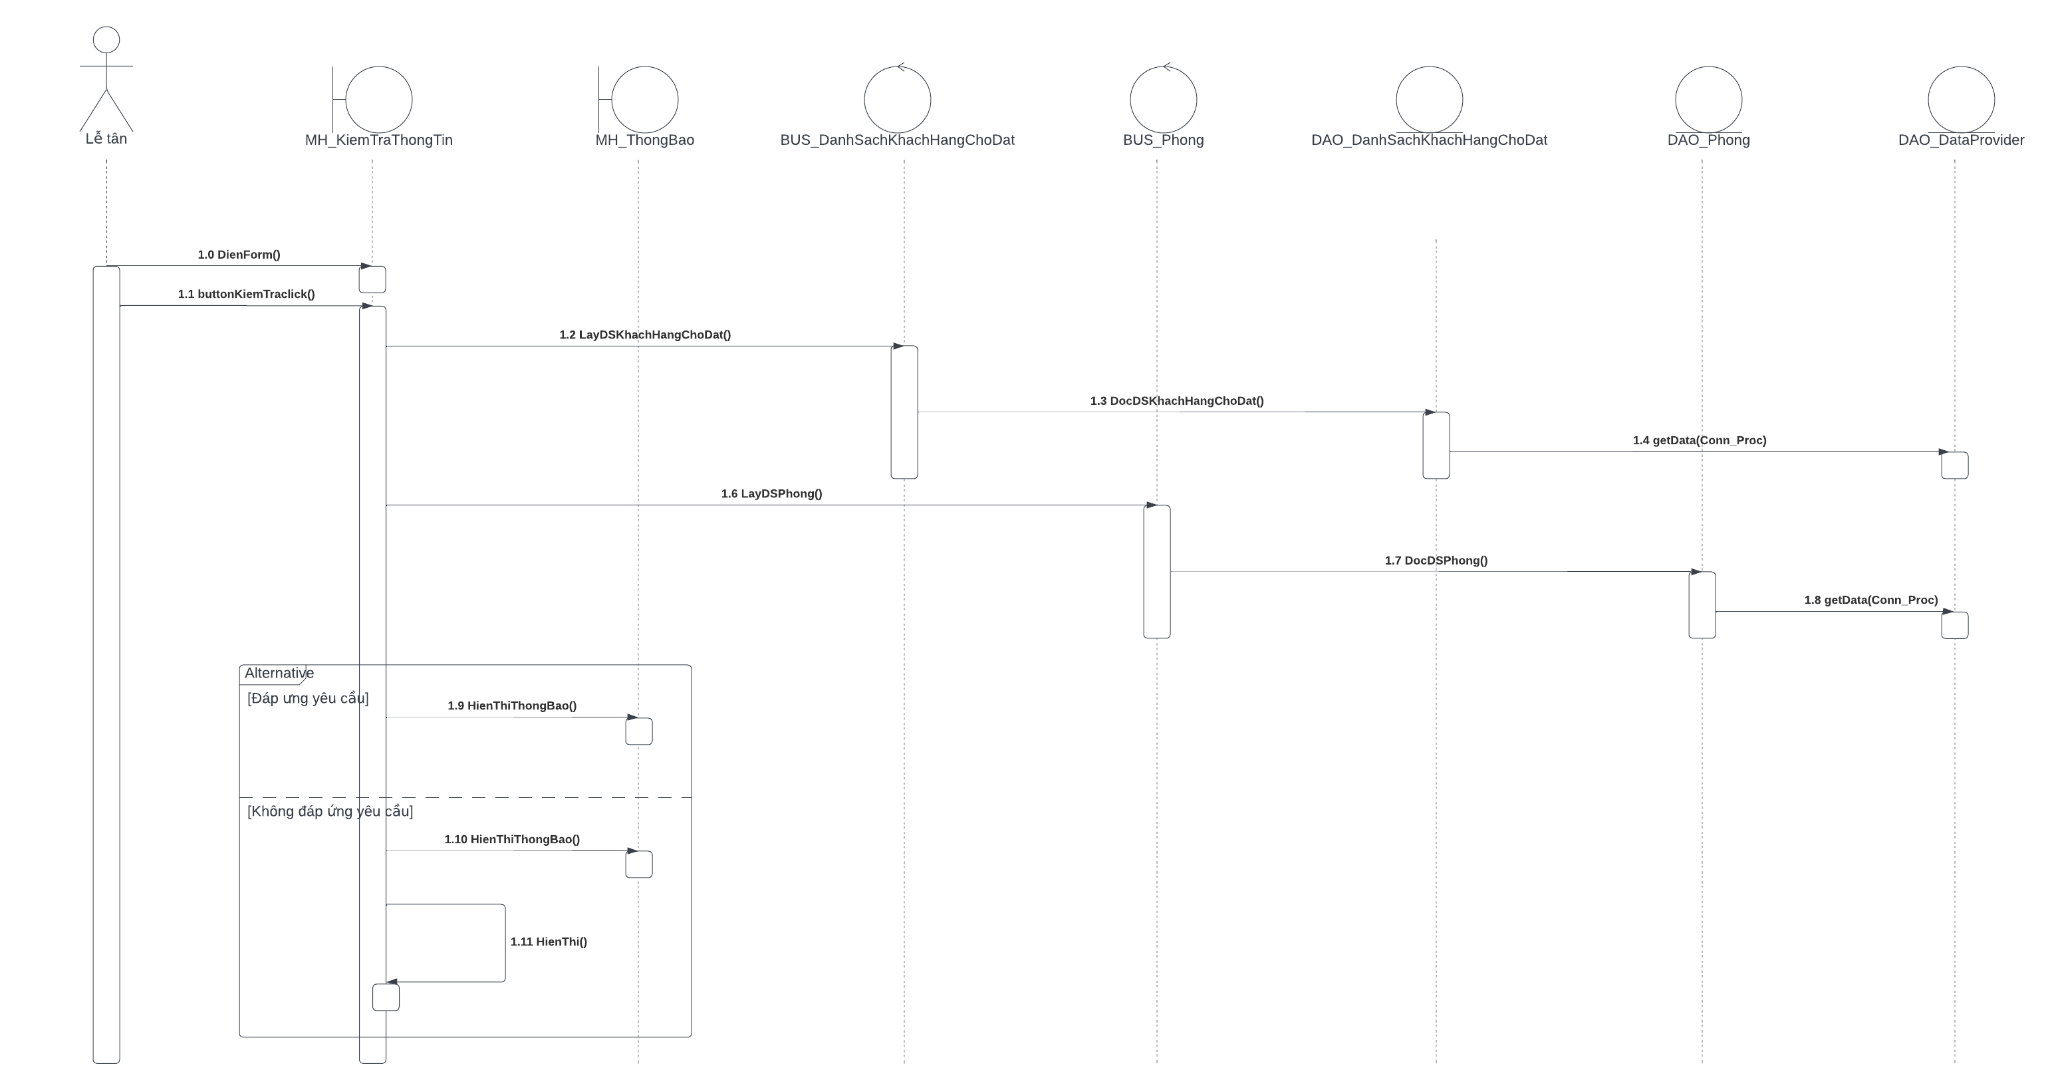 Lễ tân
MH_KiemTraThongTin
MH_ThongBao
BUS_DanhSachKhachHangChoDat
BUS_Phong
DAO_DanhSachKhachHangChoDat
DAO_Phong
DAO_DataProvider
1.0 DienForm()
1.1 buttonKiemTraclick()
1.2 LayDSKhachHangChoDat()
1.3 DocDSKhachHangChoDat()
1.4 getData(Conn_Proc)
1.6 LayDSPhong()
1.7 DocDSPhong()
1.8 getData(Conn_Proc)
Alternative
[Đáp ưng yêu cầu]
1.9 HienThiThongBao()
[Không đáp ứng yêu cầu]
1.10 HienThiThongBao()
1.11 HienThi()